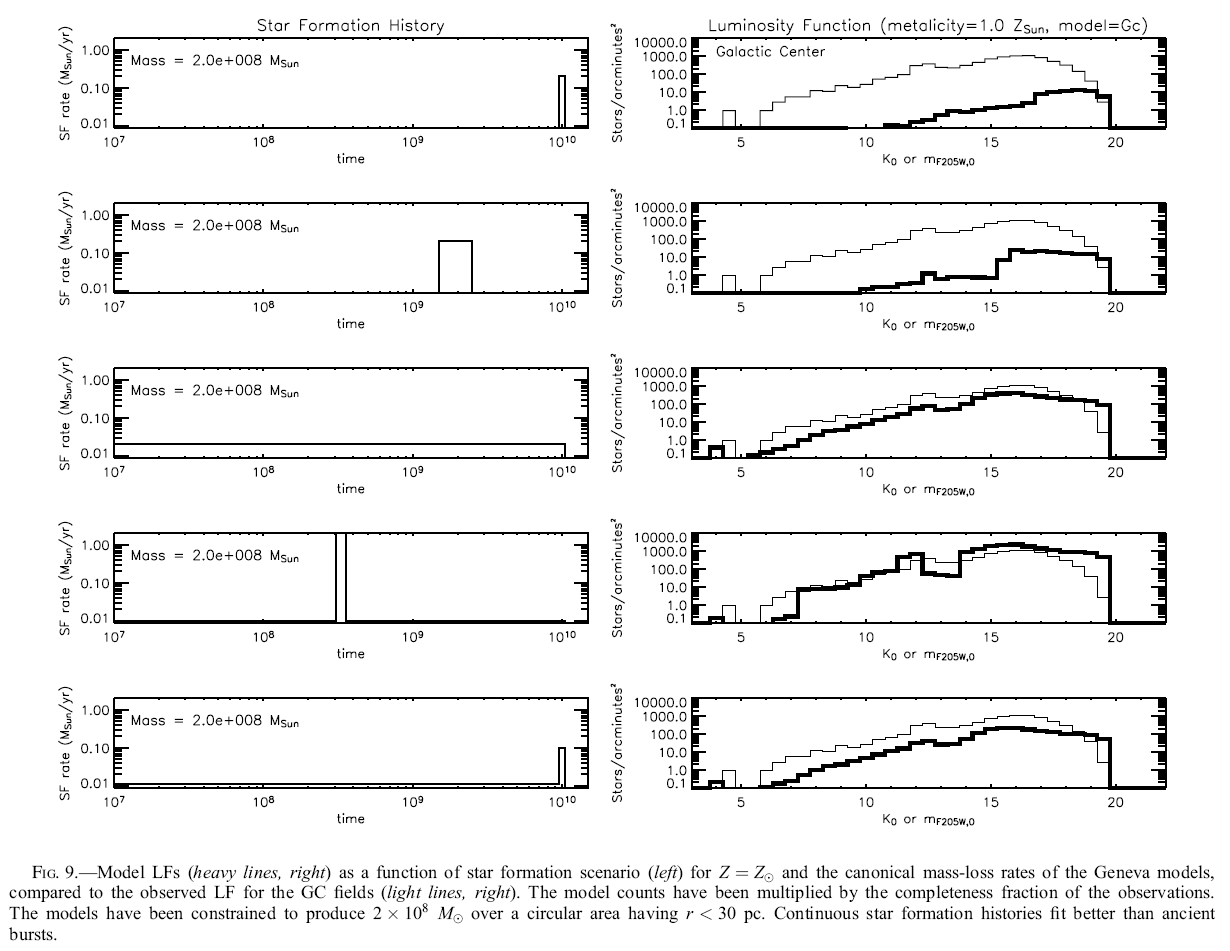 Star Formation History
Luminosity Function (metalicity=1.0 Z_Sun, model=Gc)
SF rate (M_Sun/yr)
1.00
0.10
0.01
Mass = 2.0e+008 M_Sun
10^7 10^8 10^9 10^10
time
Stars/arcminutes²
10000.0
1000.0
100.0
10.0
1.0
0.1
Galactic Center
5 10 15 20
K_0 or m_F205W,0
SF rate (M_Sun/yr)
1.00
0.10
0.01
Mass = 2.0e+008 M_Sun
10^7 10^8 10^9 10^10
time
Stars/arcminutes²
10000.0
1000.0
100.0
10.0
1.0
0.1
5 10 15 20
K_0 or m_F205W,0
SF rate (M_Sun/yr)
1.00
0.10
0.01
Mass = 2.0e+008 M_Sun
10^7 10^8 10^9 10^10
time
Stars/arcminutes²
10000.0
1000.0
100.0
10.0
1.0
0.1
5 10 15 20
K_0 or m_F205W,0
SF rate (M_Sun/yr)
1.00
0.10
0.01
Mass = 2.0e+008 M_Sun
10^7 10^8 10^9 10^10
time
Stars/arcminutes²
10000.0
1000.0
100.0
10.0
1.0
0.1
5 10 15 20
K_0 or m_F205W,0
SF rate (M_Sun/yr)
1.00
0.10
0.01
Mass = 2.0e+008 M_Sun
10^7 10^8 10^9 10^10
time
Stars/arcminutes²
10000.0
1000.0
100.0
10.0
1.0
0.1
5 10 15 20
K_0 or m_F205W,0
FIG. 9.—Model LFs (heavy lines, right) as a function of star formation scenario (left) for Z = Z_⊙ and the canonical mass-loss rates of the Geneva models,
compared to the observed LF for the GC fields (light lines, right). The model counts have been multiplied by the completeness fraction of the observations.
The models have been constrained to produce 2 × 10^8 M_⊙ over a circular area having r < 30 pc. Continuous star formation histories fit better than ancient
bursts.